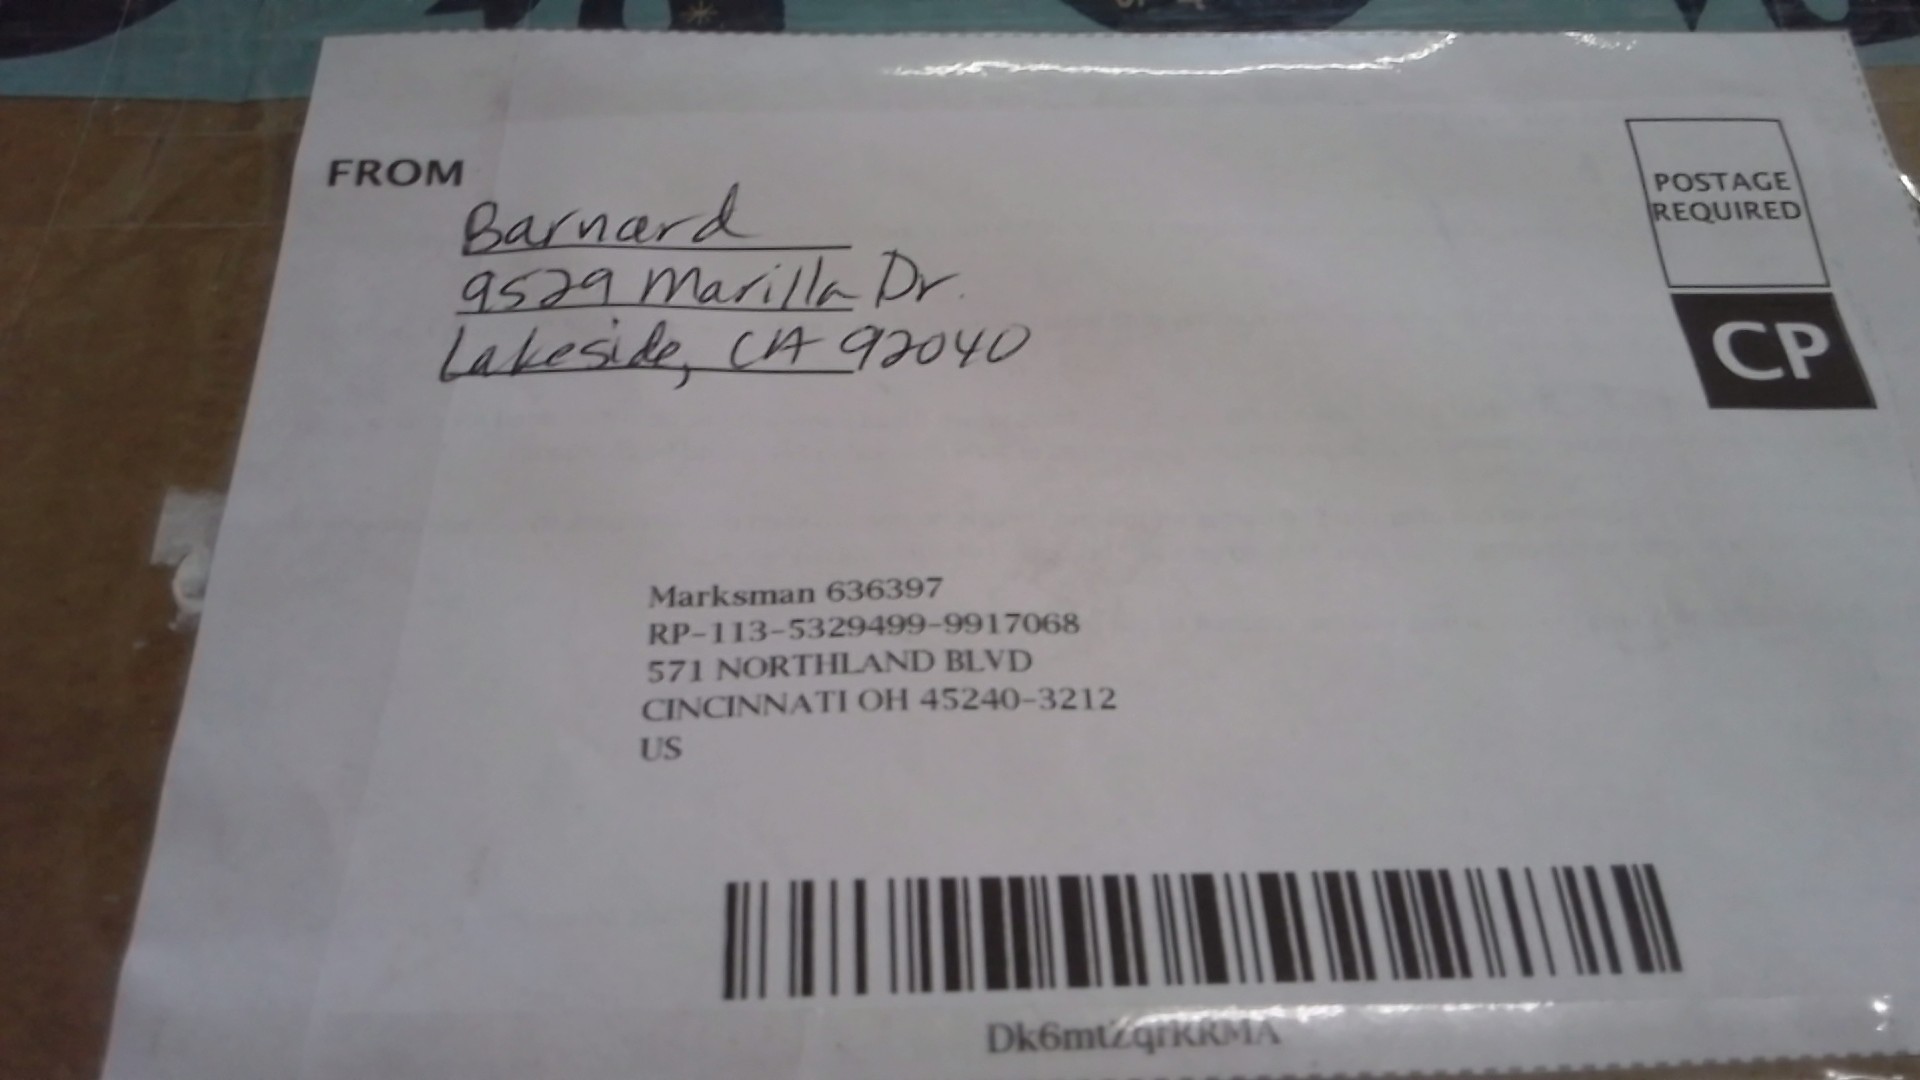 FROM
Barnard
9529 Marilla Dr.
Lakeside, CA 92040
POSTAGE
REQUIRED
CP
Marksman 636397
RP-113-5329499-9917068
571 NORTHLAND BLVD
CINCINNATI OH 45240-3212
US
Dk6mtZqrRRMA